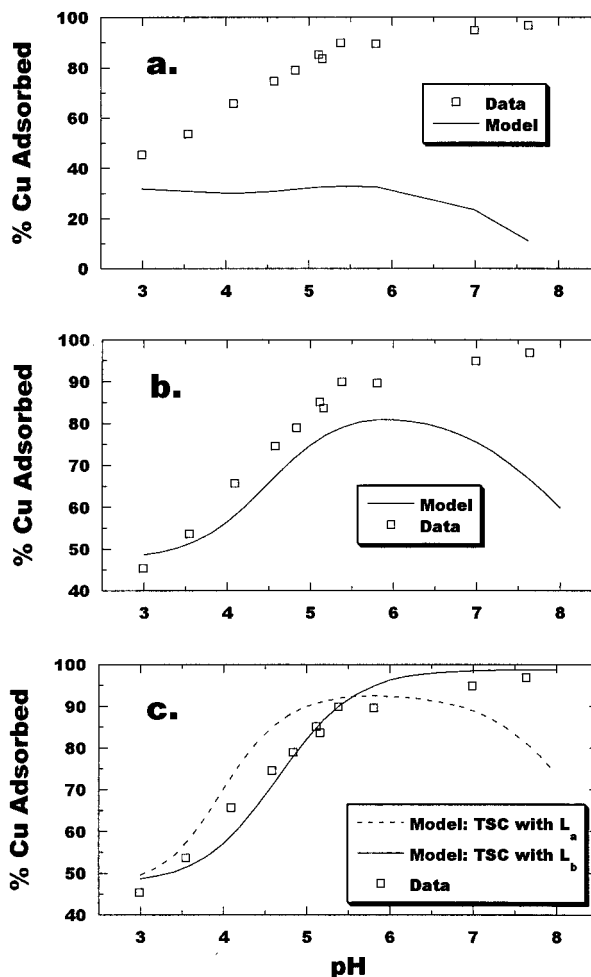 100
80
60
40
20
0
% Cu Adsorbed
a.
Data
Model
3 4 5 6 7 8
100
90
80
70
60
50
40
% Cu Adsorbed
b.
Model
Data
3 4 5 6 7 8
100
90
80
70
60
50
40
% Cu Adsorbed
c.
Model: TSC with La
Model: TSC with Lb
Data
3 4 5 6 7 8
pH